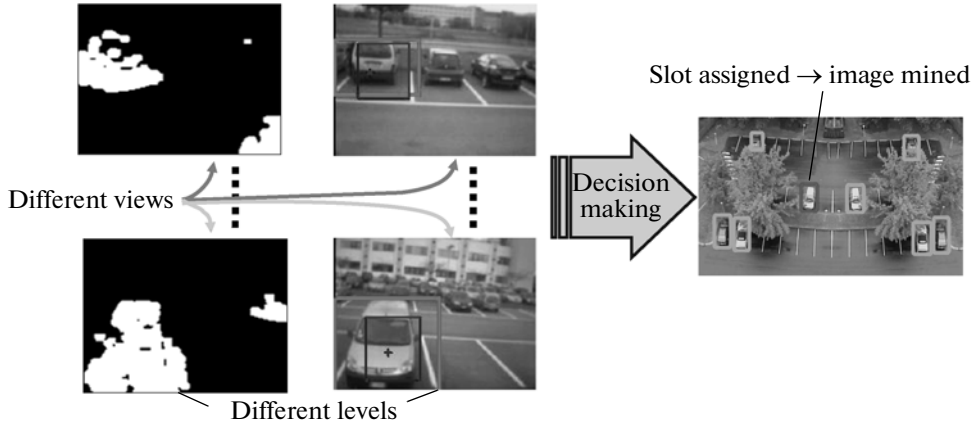 Slot assigned → image mined
Different views
Decision
making
Different levels